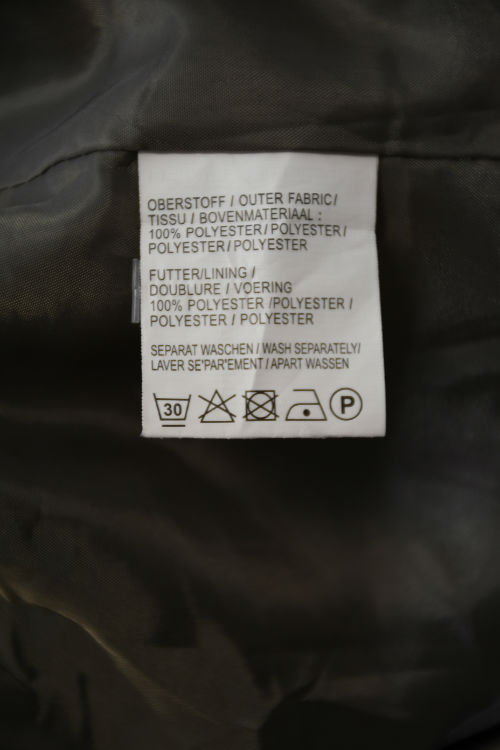 OBERSTOFF / OUTER FABRIC /
TISSU / BOVENMATERIAAL :
100% POLYESTER / POLYESTER /
POLYESTER / POLYESTER
FUTTER/LINING /
DOUBLURE / VOERING
100% POLYESTER /POLYESTER /
POLYESTER / POLYESTER
SEPARAT WASCHEN / WASH SEPARATELY/
LAVER SE'PAR'EMENT / APART WASSEN
30 P